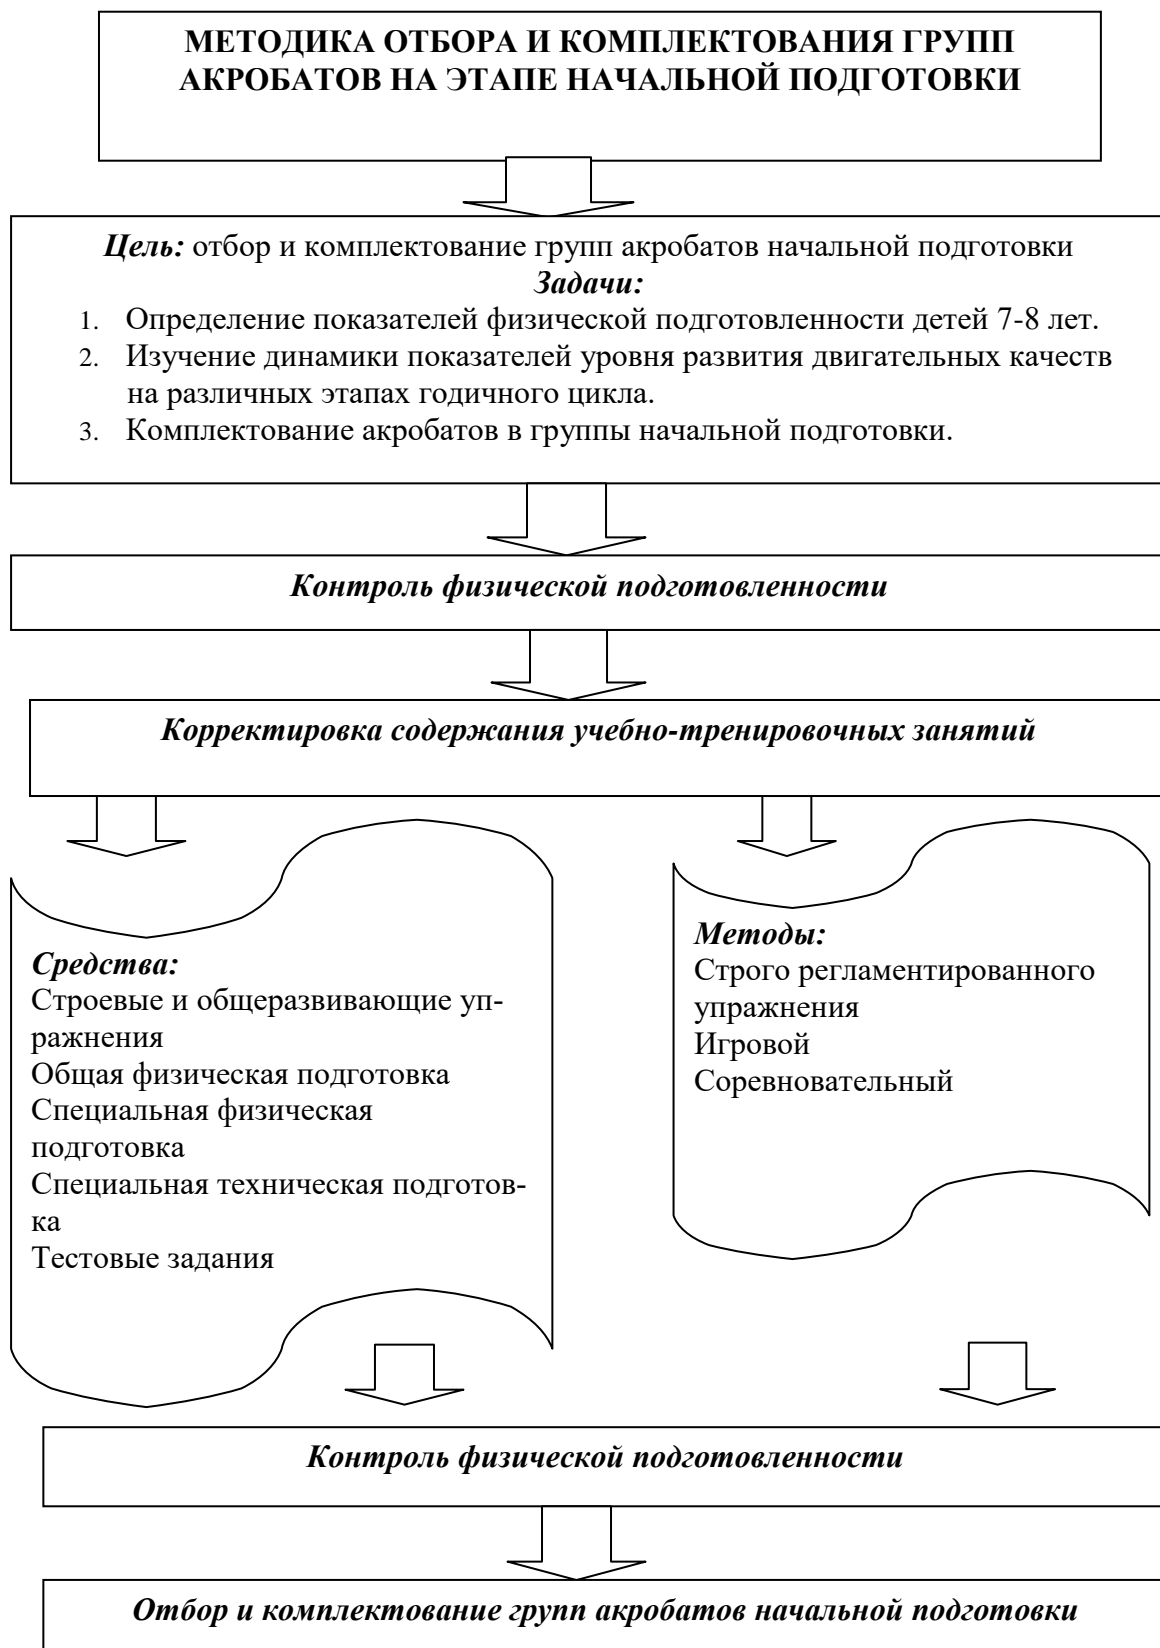 МЕТОДИКА ОТБОРА И КОМПЛЕКТОВАНИЯ ГРУПП
АКРОБАТОВ НА ЭТАПЕ НАЧАЛЬНОЙ ПОДГОТОВКИ
Цель: отбор и комплектование групп акробатов начальной подготовки
Задачи:
1. Определение показателей физической подготовленности детей 7-8 лет.
2. Изучение динамики показателей уровня развития двигательных качеств
на различных этапах годичного цикла.
3. Комплектование акробатов в группы начальной подготовки.
Контроль физической подготовленности
Корректировка содержания учебно-тренировочных занятий
Средства:
Строевые и общеразвивающие уп-
ражнения
Общая физическая подготовка
Специальная физическая
подготовка
Специальная техническая подготов-
ка
Тестовые задания
Методы:
Строго регламентированного
упражнения
Игровой
Соревновательный
Контроль физической подготовленности
Отбор и комплектование групп акробатов начальной подготовки